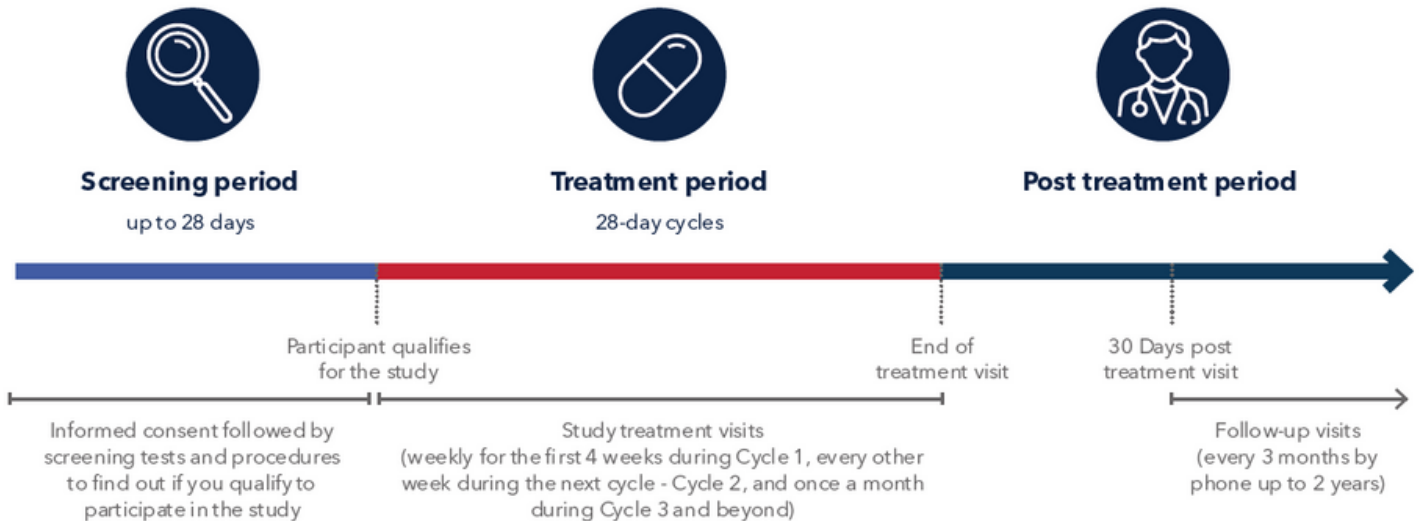 Screening period
up to 28 days
Treatment period
28-day cycles
Post treatment period
Participant qualifies
for the study
End of
treatment visit
30 Days post
treatment visit
Informed consent followed by
screening tests and procedures
to find out if you qualify to
participate in the study
Study treatment visits
(weekly for the first 4 weeks during Cycle 1, every other
week during the next cycle - Cycle 2, and once a month
during Cycle 3 and beyond)
Follow-up visits
(every 3 months by
phone up to 2 years)